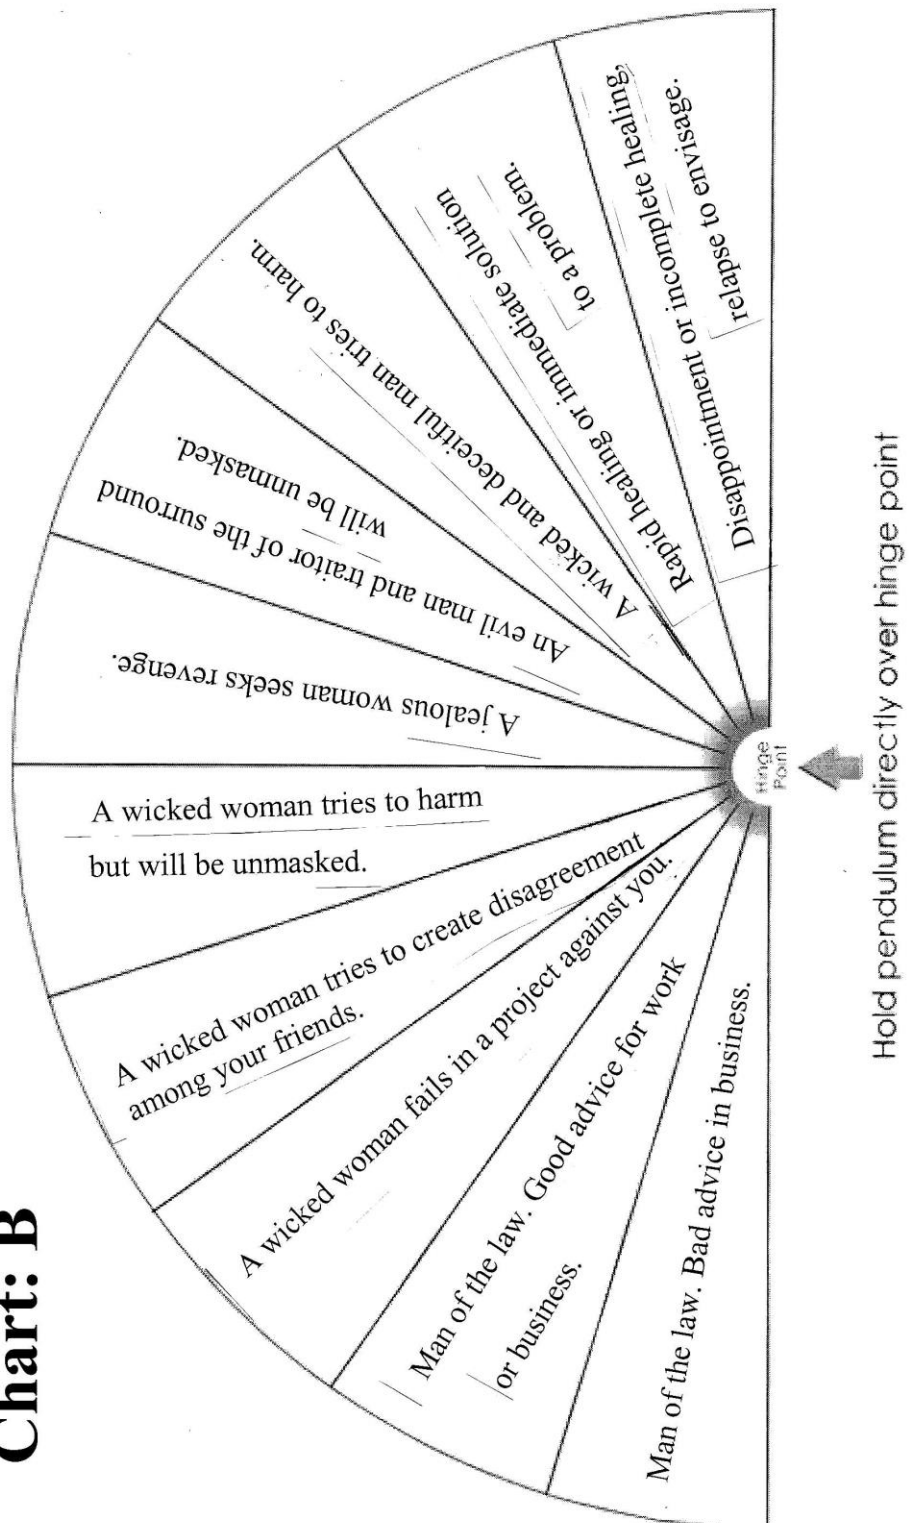 Chart: B
Man of the law. Bad advice in business.
Man of the law. Good advice for work
or business.
A wicked woman fails in a project against you.
A wicked woman tries to create disagreement
among your friends.
A wicked woman tries to harm
but will be unmasked.
A jealous woman seeks revenge.
An evil man and traitor of the surround
will be unmasked.
A wicked and deceitful man tries to harm.
Rapid healing or immediate solution
to a problem.
Disappointment or incomplete healing,
relapse to envisage.
Hinge
Point
Hold pendulum directly over hinge point